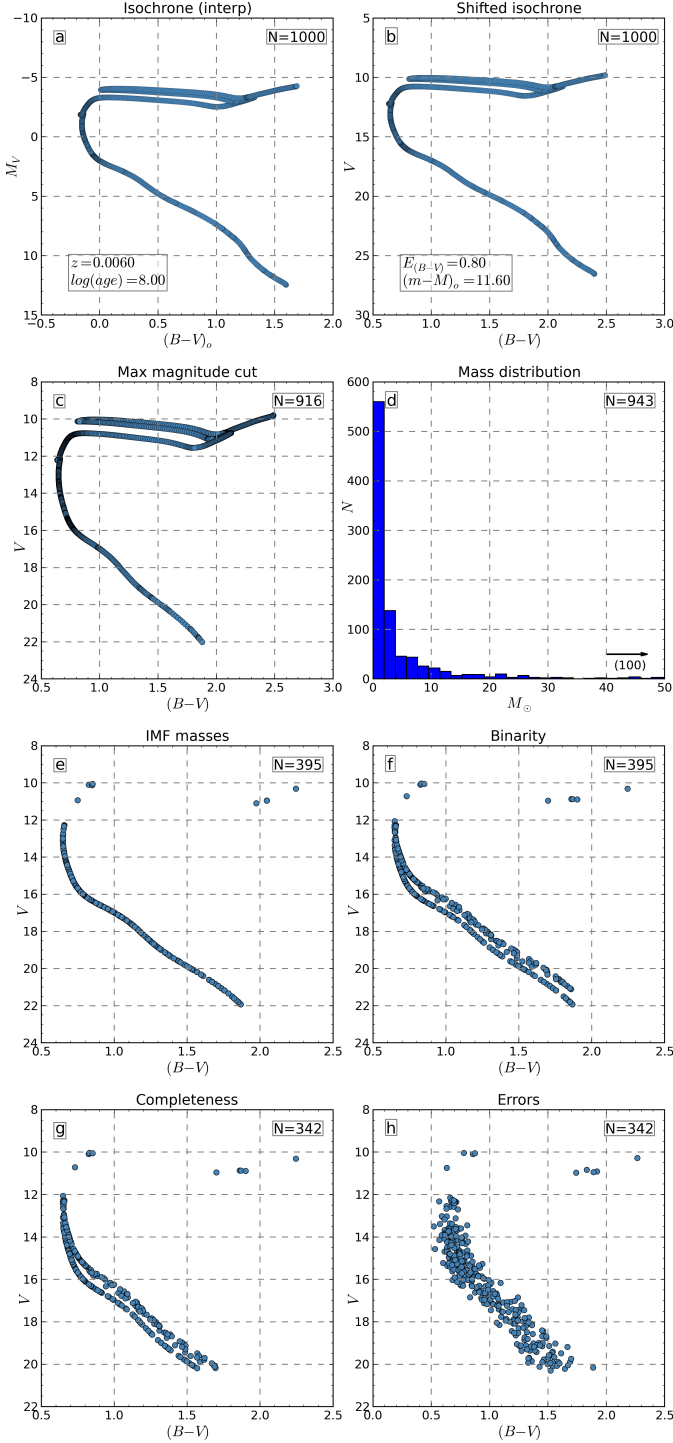 Isochrone (interp)
a
N=1000
−10
−5
0
5
10
15
M_V
z=0.0060
log(age)=8.00
−0.5 0.0 0.5 1.0 1.5 2.0
(B−V)_o
Shifted isochrone
b
N=1000
5
10
15
20
25
30
V
E_(B−V)=0.80
(m−M)_o=11.60
0.5 1.0 1.5 2.0 2.5 3.0
(B−V)
Max magnitude cut
c
N=916
8
10
12
14
16
18
20
22
24
V
0.5 1.0 1.5 2.0 2.5 3.0
(B−V)
Mass distribution
d
N=943
600
500
400
300
200
100
0
N
(100)
0 10 20 30 40 50
M_⊙
IMF masses
e
N=395
8
10
12
14
16
18
20
22
24
V
0.5 1.0 1.5 2.0 2.5
(B−V)
Binarity
f
N=395
8
10
12
14
16
18
20
22
24
V
0.5 1.0 1.5 2.0 2.5
(B−V)
Completeness
g
N=342
8
10
12
14
16
18
20
22
V
0.5 1.0 1.5 2.0 2.5
(B−V)
Errors
h
N=342
8
10
12
14
16
18
20
22
V
0.0 0.5 1.0 1.5 2.0 2.5
(B−V)